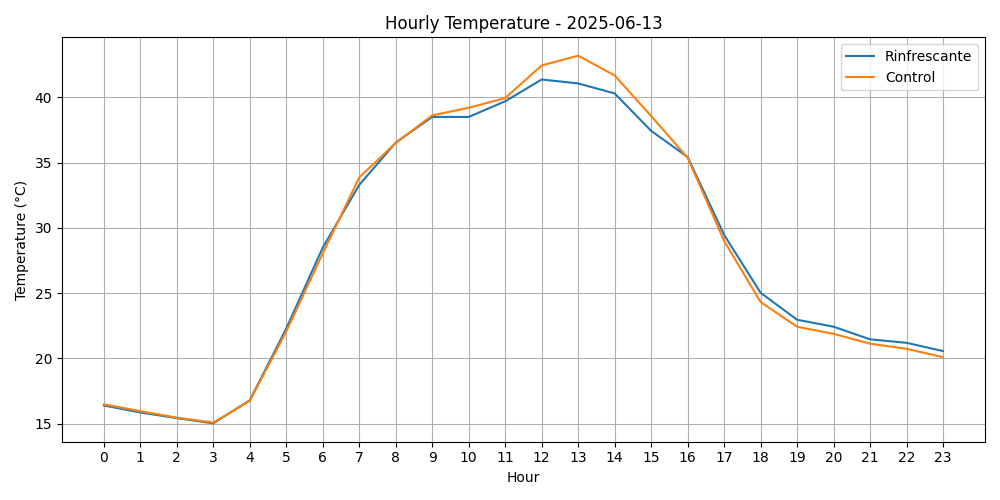 Hourly Temperature - 2025-06-13
Rinfrescante
Control
Temperature (°C)
40
35
30
25
20
15
0 1 2 3 4 5 6 7 8 9 10 11 12 13 14 15 16 17 18 19 20 21 22 23
Hour